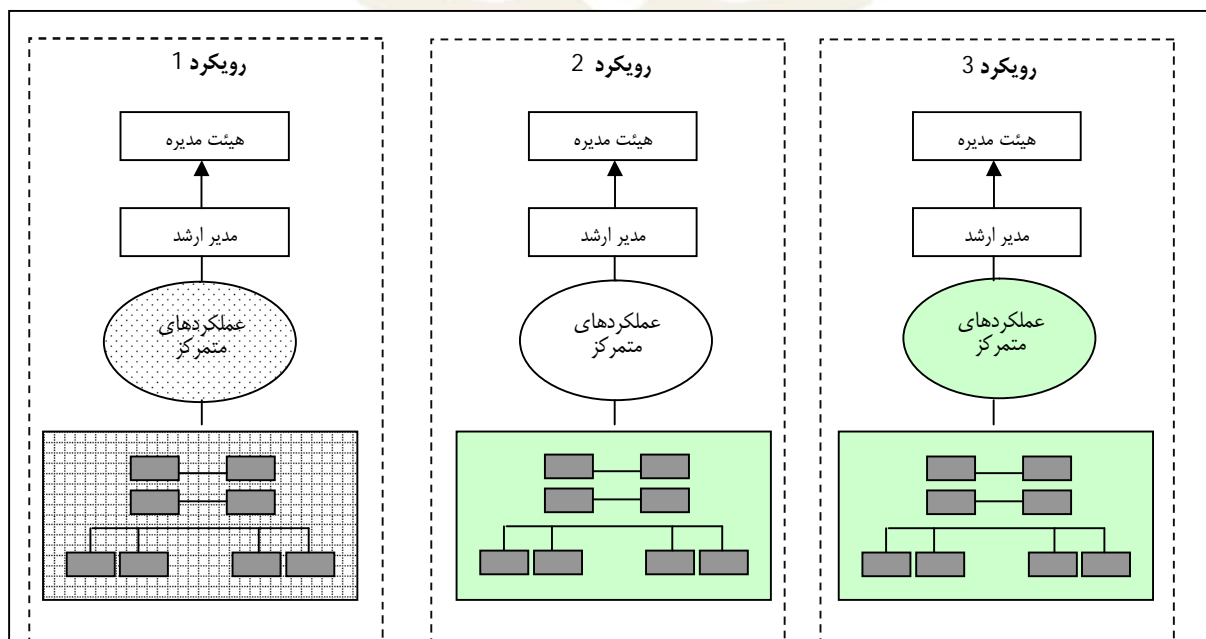 رویکرد 1
هیئت مدیره
مدیر ارشد
عملکردهای
متمرکز
رویکرد 2
هیئت مدیره
مدیر ارشد
عملکردهای
متمرکز
رویکرد 3
هیئت مدیره
مدیر ارشد
عملکردهای
متمرکز